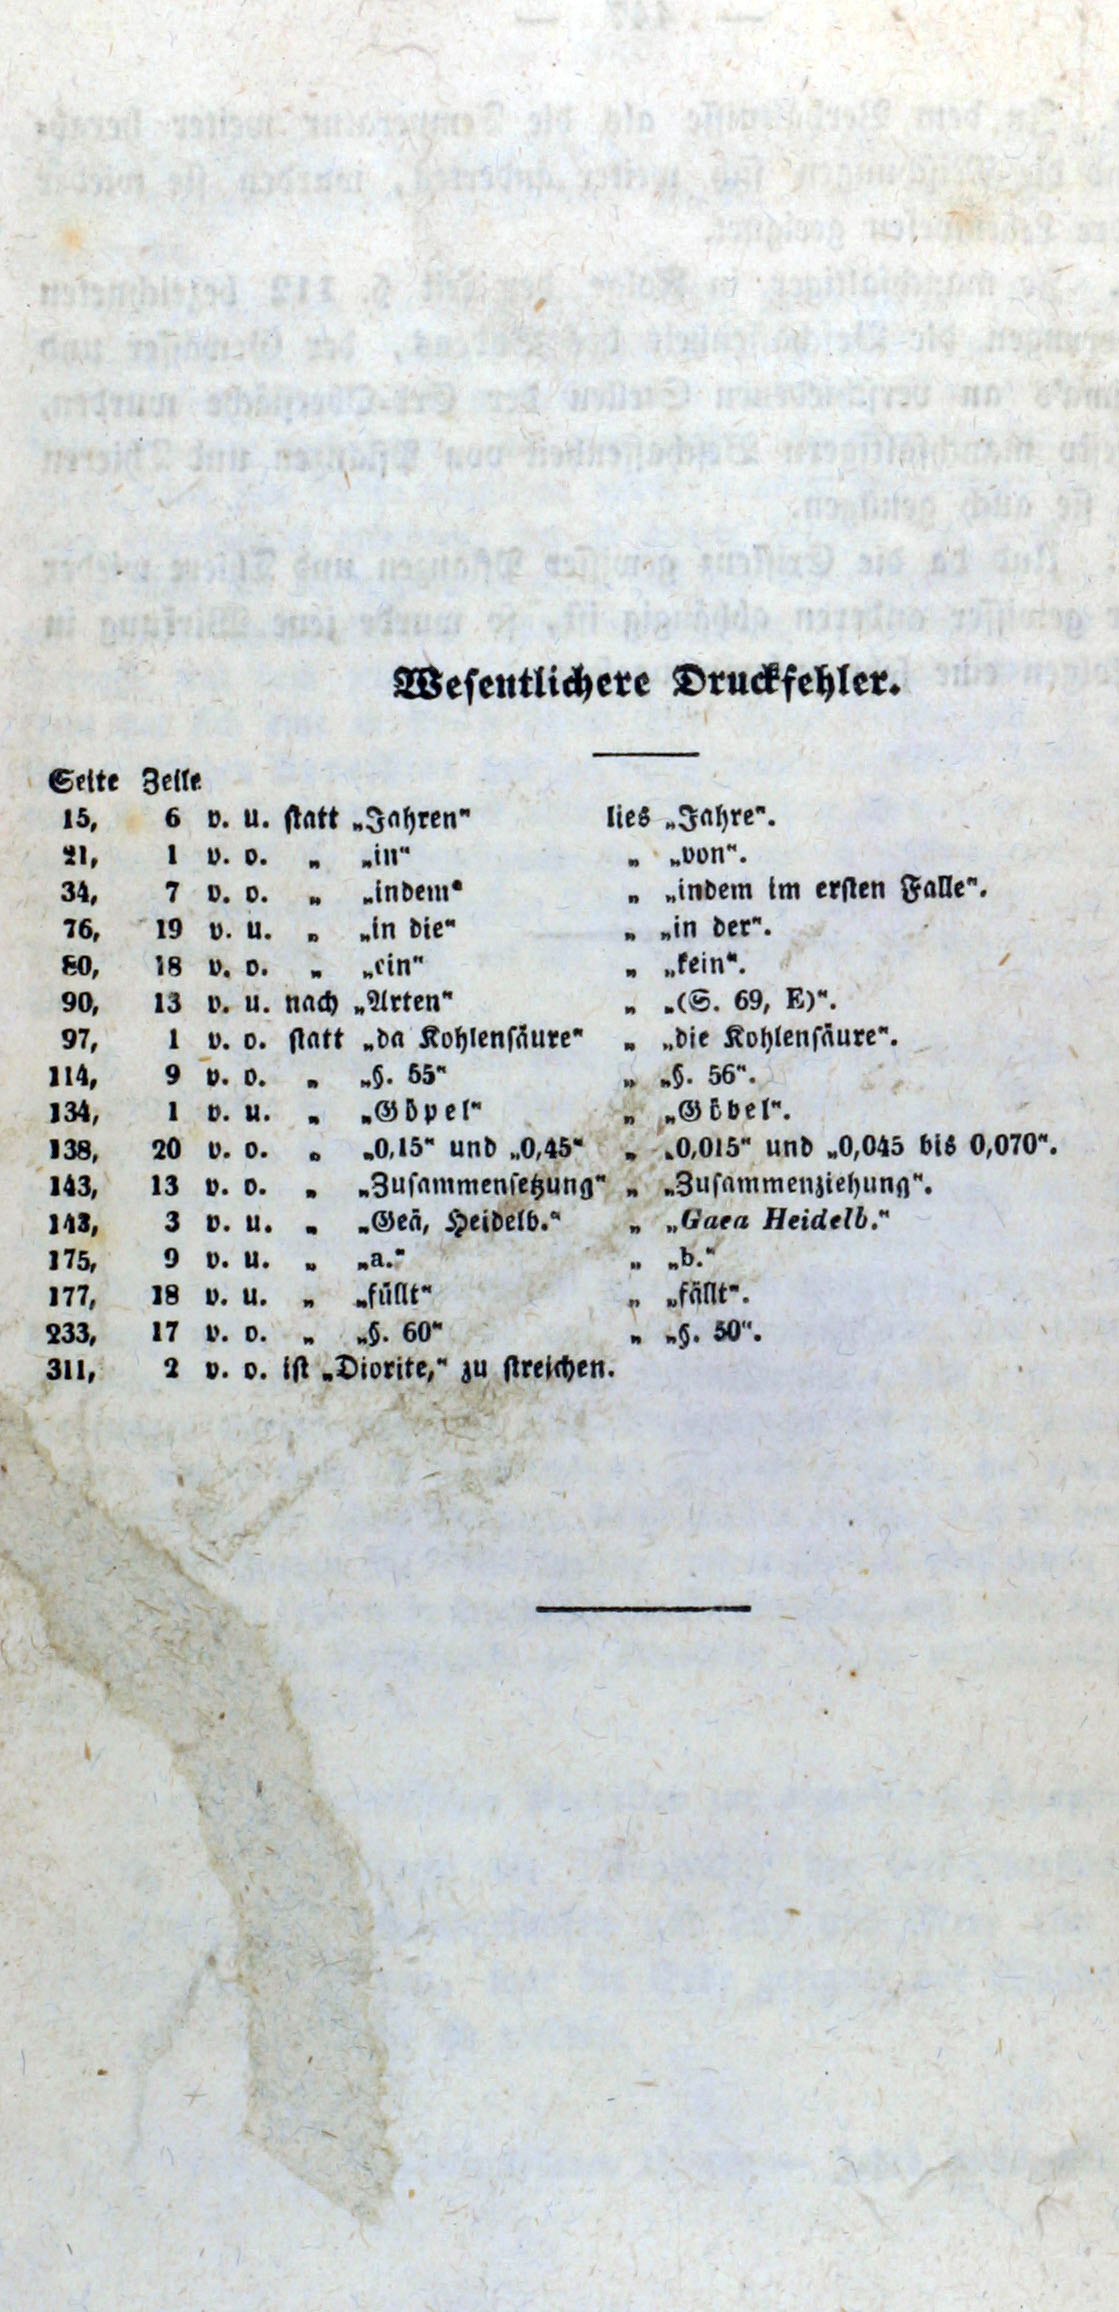 Wesentlichere Druckfehler.
Seite Zeile
15, 6 v. u. statt „Jahren“ lies „Jahre“.
21, 1 v. o. „ „in“ „ „von“.
34, 7 v. o. „ „indem“ „ „indem im ersten Falle“.
76, 19 v. u. „ „in die“ „ „in der“.
80, 18 v. o. „ „ein“ „ „kein“.
90, 13 v. u. nach „Arten“ „ „(S. 69, E)“.
97, 1 v. o. statt „da Kohlensäure“ „ „die Kohlensäure“.
114, 9 v. o. „ „§. 55“ „ „§. 56“.
134, 1 v. u. „ „Göpel“ „ „Göbel“.
138, 20 v. o. „ „0,15“ und „0,45“ „ „0,015“ und „0,045 bis 0,070“.
143, 13 v. o. „ „Zusammensetzung“ „ „Zusammenziehung“.
143, 3 v. u. „ „Geä, Heidelb.“ „ „Gaea Heidelb.“
175, 9 v. u. „ „a.“ „ „b.“
177, 18 v. u. „ „füllt“ „ „fällt“.
233, 17 v. o. „ „§. 60“ „ „§. 50“.
311, 2 v. o. ist „Diorite,“ zu streichen.